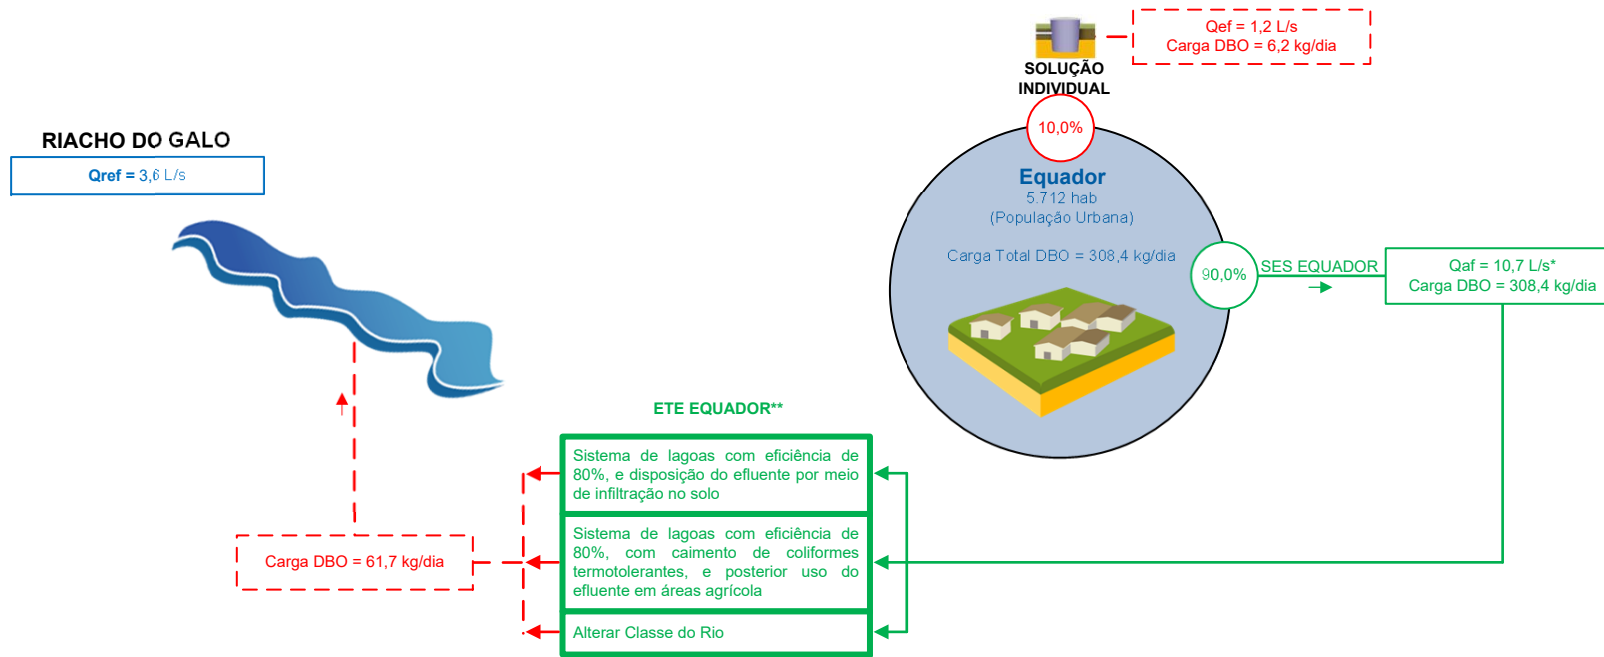 Qef = 1,2 L/s
Carga DBO = 6,2 kg/dia
SOLUÇÃO
INDIVIDUAL
10,0%
RIACHO DO GALO
Qref = 3,6 L/s
Equador
5.712 hab
(População Urbana)
Carga Total DBO = 308,4 kg/dia
90,0%
SES EQUADOR
Qaf = 10,7 L/s*
Carga DBO = 308,4 kg/dia
ETE EQUADOR**
Sistema de lagoas com eficiência de
80%, e disposição do efluente por meio
de infiltração no solo
Sistema de lagoas com eficiência de
80%, com caimento de coliformes
termotolerantes, e posterior uso do
efluente em áreas agrícola
Alterar Classe do Rio
Carga DBO = 61,7 kg/dia